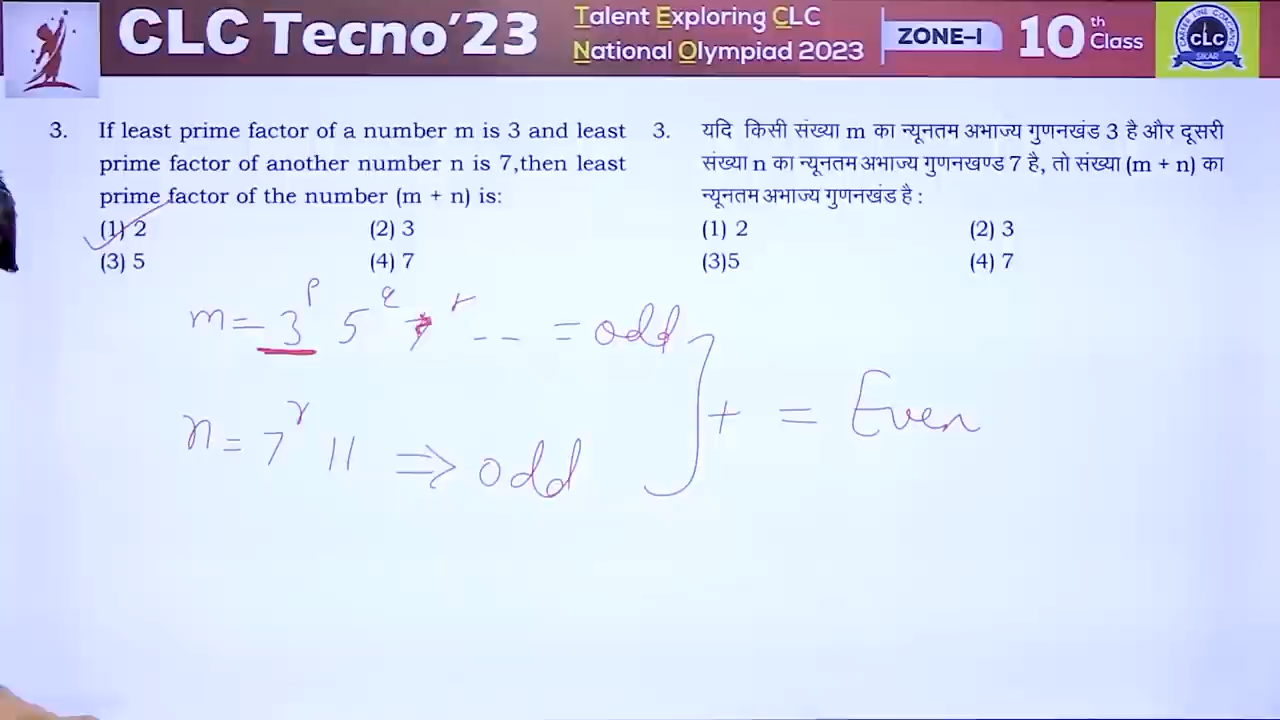 CLC Tecno'23
Talent Exploring CLC
National Olympiad 2023
ZONE-I
10th Class
CLC
SIKAR
3. If least prime factor of a number m is 3 and least
prime factor of another number n is 7,then least
prime factor of the number (m + n) is:
(1) 2 (2) 3
(3) 5 (4) 7
3. यदि किसी संख्या m का न्यूनतम अभाज्य गुणनखंड 3 है और दूसरी
संख्या n का न्यूनतम अभाज्य गुणनखण्ड 7 है, तो संख्या (m + n) का
न्यूनतम अभाज्य गुणनखंड है :
(1) 2 (2) 3
(3)5 (4) 7
m = 3^p 5^q 7^r -- = odd
n = 7^r 11 ⇒ odd
+ = Even